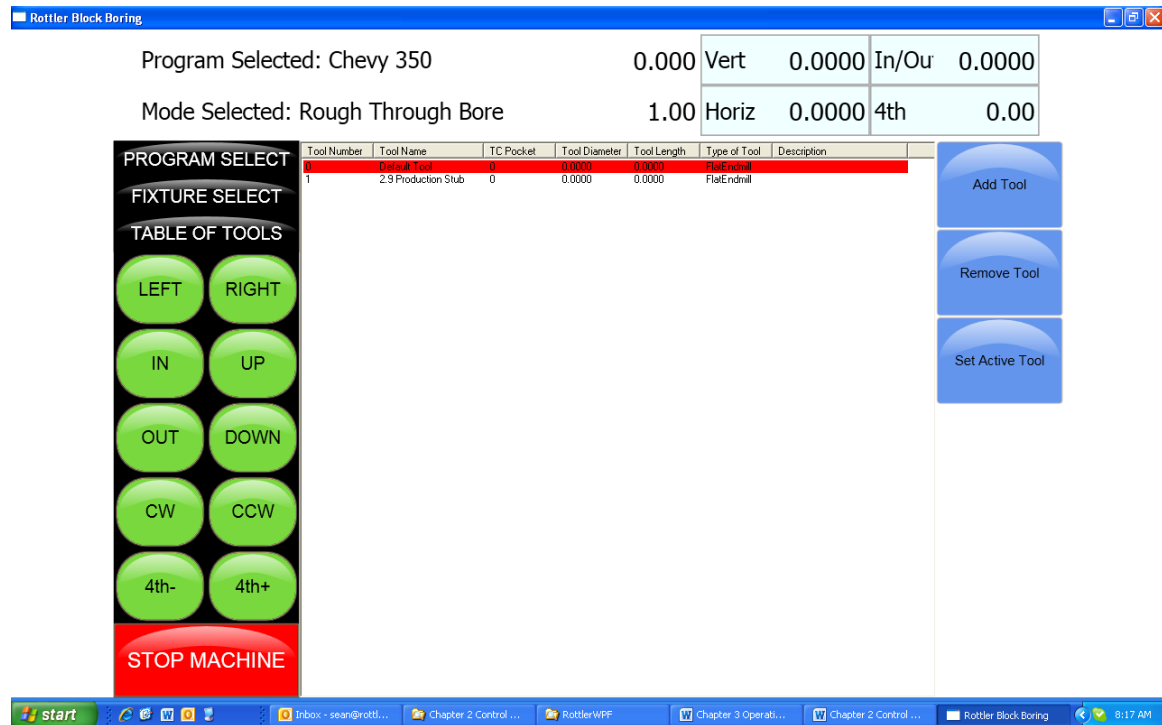 Rottler Block Boring
Program Selected: Chevy 350 0.000 Vert 0.0000 In/Ou 0.0000
Mode Selected: Rough Through Bore 1.00 Horiz 0.0000 4th 0.00
PROGRAM SELECT
FIXTURE SELECT
TABLE OF TOOLS
LEFT RIGHT
IN UP
OUT DOWN
CW CCW
4th- 4th+
STOP MACHINE
Tool Number Tool Name TC Pocket Tool Diameter Tool Length Type of Tool Description
0 Default Tool 0 0.0000 0.0000 FlatEndmill
1 2.9 Production Stub 0 0.0000 0.0000 FlatEndmill
Add Tool
Remove Tool
Set Active Tool
start Inbox - sean@rottl... Chapter 2 Control ... RottlerWPF Chapter 3 Operati... Chapter 2 Control ... Rottler Block Boring 8:17 AM